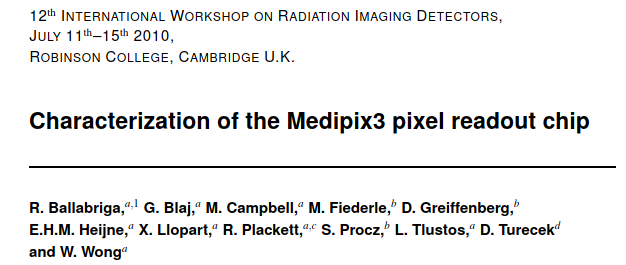 12th INTERNATIONAL WORKSHOP ON RADIATION IMAGING DETECTORS,
JULY 11th–15th 2010,
ROBINSON COLLEGE, CAMBRIDGE U.K.
Characterization of the Medipix3 pixel readout chip
R. Ballabriga,a,1 G. Blaj,a M. Campbell,a M. Fiederle,b D. Greiffenberg,b
E.H.M. Heijne,a X. Llopart,a R. Plackett,a,c S. Procz,b L. Tlustos,a D. Turecekd
and W. Wonga